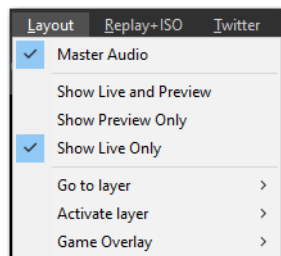 Layout Replay+ISO Twitter
Master Audio
Show Live and Preview
Show Preview Only
Show Live Only
Go to layer
Activate layer
Game Overlay